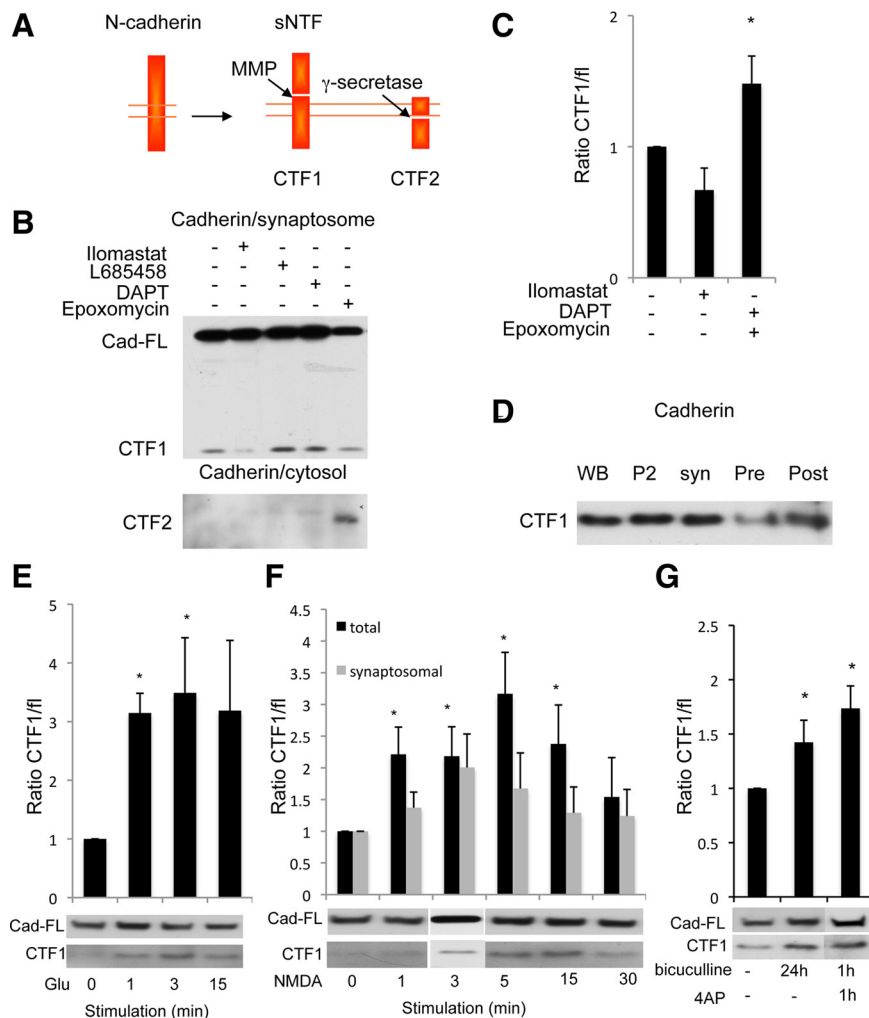 A
N-cadherin
sNTF
MMP
γ-secretase
CTF1
CTF2
B
Cadherin/synaptosome
Ilomastat - + - - -
L685458 - - + - -
DAPT - - - + -
Epoxomycin - - - - +
Cad-FL
CTF1
Cadherin/cytosol
CTF2
C
Ratio CTF1/fl
2
1
0
*
Ilomastat - + -
DAPT - - +
Epoxomycin - - +
D
Cadherin
WB P2 syn Pre Post
CTF1
E
Ratio CTF1/fl
5
4
3
2
1
0
* *
Cad-FL
CTF1
Glu 0 1 3 15
Stimulation (min)
F
Ratio CTF1/fl
4.5
4
3.5
3
2.5
2
1.5
1
0.5
0
total
synaptosomal
* * * *
Cad-FL
CTF1
NMDA 0 1 3 5 15 30
Stimulation (min)
G
Ratio CTF1/fl
2.5
2
1.5
1
0.5
0
* *
Cad-FL
CTF1
bicuculline - 24h 1h
4AP - - 1h